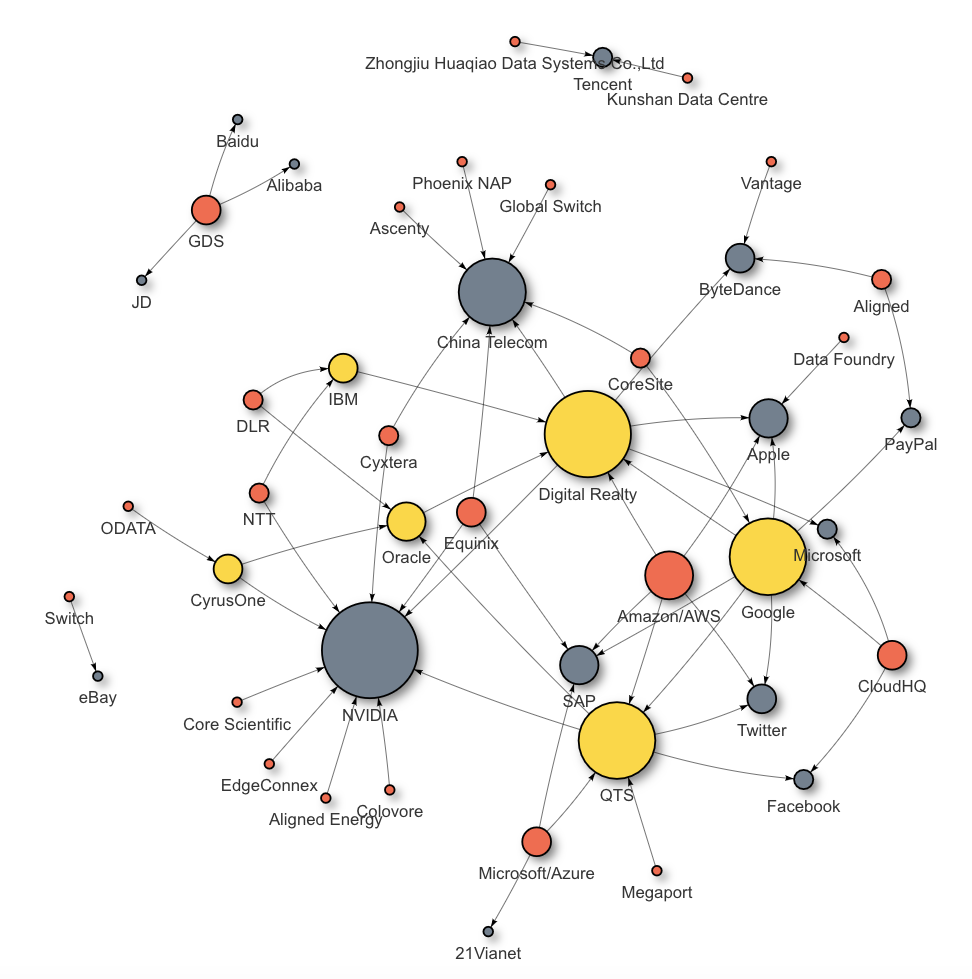 Zhongjiu Huaqiao Data Systems Co.,Ltd
Tencent
Kunshan Data Centre
Baidu
Alibaba
Phoenix NAP
Vantage
Global Switch
Ascenty
GDS
ByteDance
JD
Aligned
China Telecom
Data Foundry
CoreSite
IBM
DLR
PayPal
Apple
Cyxtera
Digital Realty
NTT
ODATA
Equinix
Oracle
Microsoft
CyrusOne
Google
Amazon/AWS
Switch
CloudHQ
eBay
SAP
NVIDIA
Core Scientific
Twitter
EdgeConnex
QTS
Facebook
Colovore
Aligned Energy
Microsoft/Azure
Megaport
21Vianet